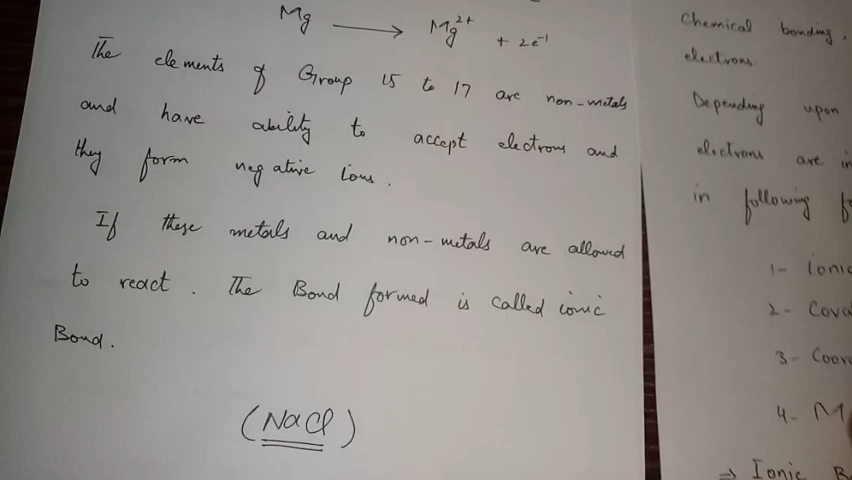 Mg → Mg²⁺ + 2e⁻¹
The elements of Group 15 to 17 are non-metals
and have ability to accept electrons and
they form negative ions.
If these metals and non-metals are allowed
to react. The Bond formed is called ionic
Bond.
(NaCl)
Chemical bonding.
electrons.
Depending upon
electrons are in
in following
1- Ionic
2- Cova
3- Coor
4- M
⇒ Ionic B